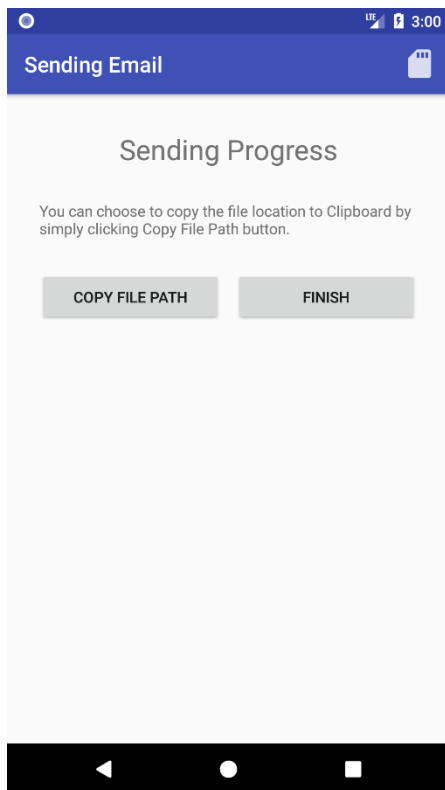 LTE 3:00
Sending Email
Sending Progress
You can choose to copy the file location to Clipboard by
simply clicking Copy File Path button.
COPY FILE PATH FINISH